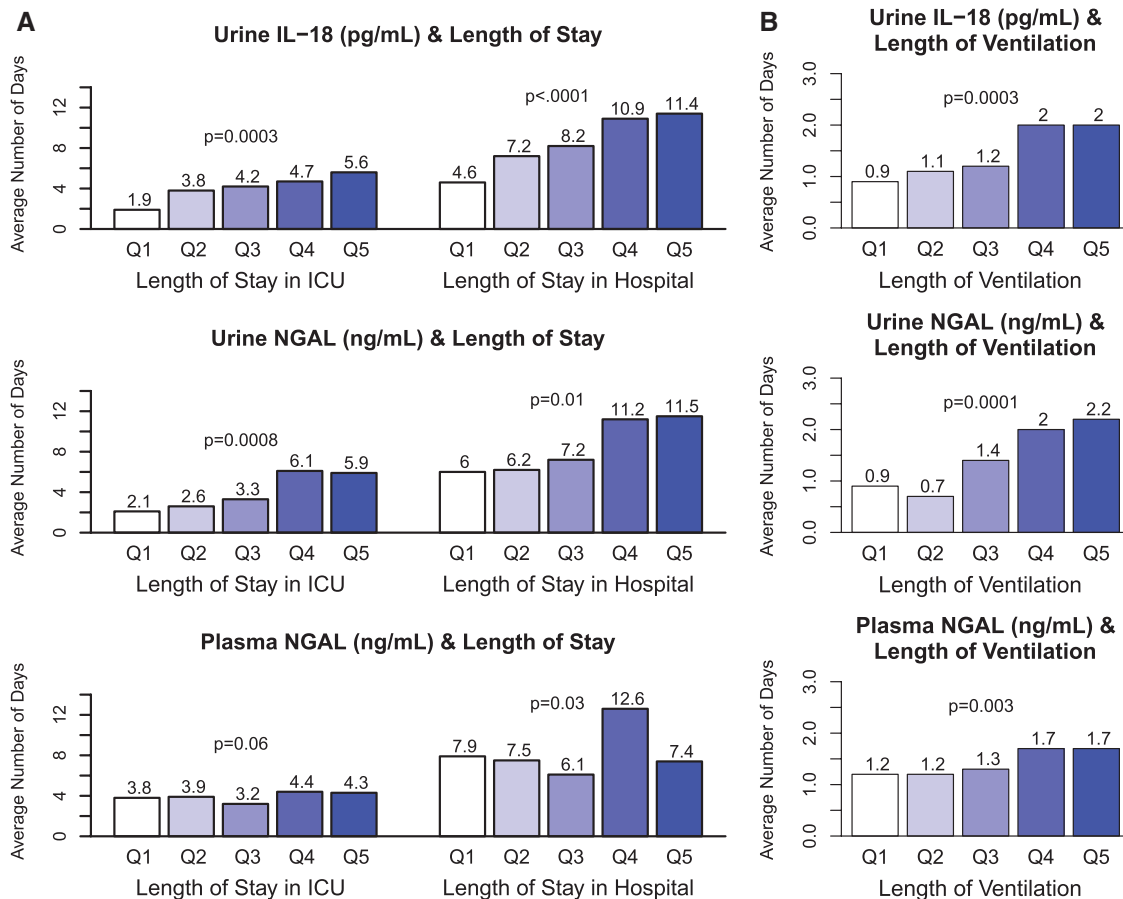 A
Urine IL−18 (pg/mL) & Length of Stay
Average Number of Days
0 4 8 12
p=0.0003
1.9 3.8 4.2 4.7 5.6
Q1 Q2 Q3 Q4 Q5
Length of Stay in ICU
p<.0001
4.6 7.2 8.2 10.9 11.4
Q1 Q2 Q3 Q4 Q5
Length of Stay in Hospital
Urine NGAL (ng/mL) & Length of Stay
Average Number of Days
0 4 8 12
p=0.0008
2.1 2.6 3.3 6.1 5.9
Q1 Q2 Q3 Q4 Q5
Length of Stay in ICU
p=0.01
6 6.2 7.2 11.2 11.5
Q1 Q2 Q3 Q4 Q5
Length of Stay in Hospital
Plasma NGAL (ng/mL) & Length of Stay
Average Number of Days
0 4 8 12
p=0.06
3.8 3.9 3.2 4.4 4.3
Q1 Q2 Q3 Q4 Q5
Length of Stay in ICU
p=0.03
7.9 7.5 6.1 12.6 7.4
Q1 Q2 Q3 Q4 Q5
Length of Stay in Hospital
B
Urine IL−18 (pg/mL) &
Length of Ventilation
Average Number of Days
0.0 1.0 2.0 3.0
p=0.0003
0.9 1.1 1.2 2 2
Q1 Q2 Q3 Q4 Q5
Length of Ventilation
Urine NGAL (ng/mL) &
Length of Ventilation
Average Number of Days
0.0 1.0 2.0 3.0
p=0.0001
0.9 0.7 1.4 2 2.2
Q1 Q2 Q3 Q4 Q5
Length of Ventilation
Plasma NGAL (ng/mL) &
Length of Ventilation
Average Number of Days
0.0 1.0 2.0 3.0
p=0.003
1.2 1.2 1.3 1.7 1.7
Q1 Q2 Q3 Q4 Q5
Length of Ventilation